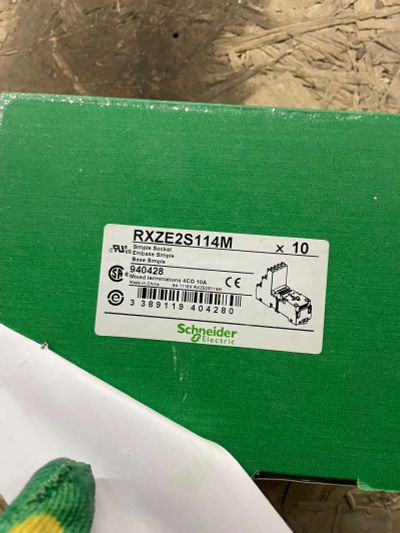 RXZE2S114M x 10
Simple Socket
Embase Simple
Base Simple
940428
Mixed terminations 4CO 10A CE
Made in China
3 389119 404280
Schneider
Electric